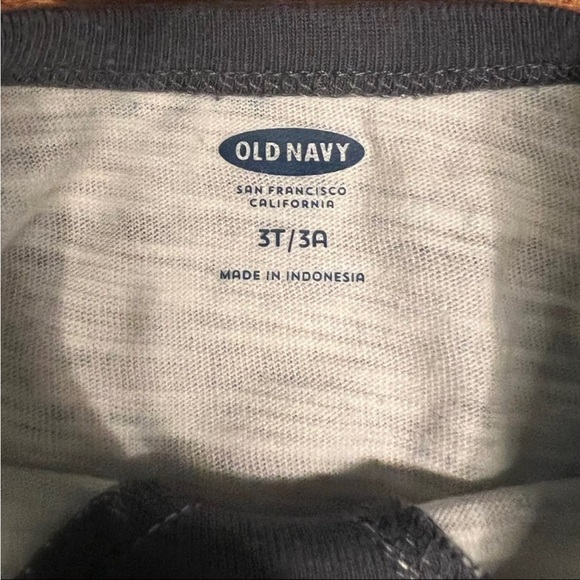 OLD NAVY
SAN FRANCISCO
CALIFORNIA
3T/3A
MADE IN INDONESIA